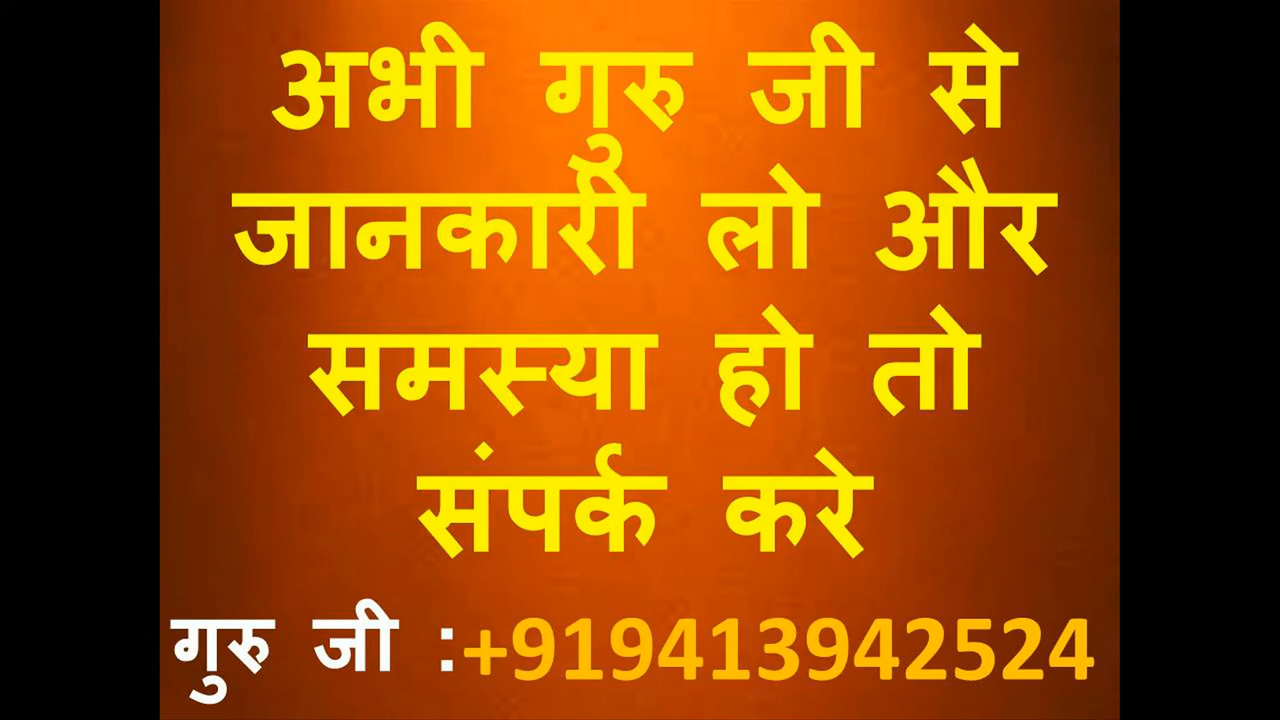 अभी गुरु जी से
जानकारी लो और
समस्या हो तो
संपर्क करे
गुरु जी :+919413942524